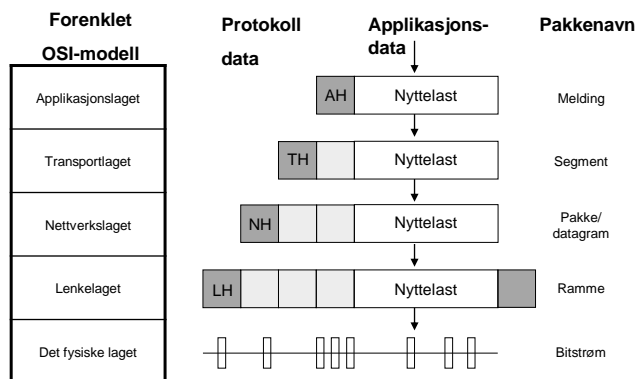 Forenklet
OSI-modell
Protokoll
data
Applikasjons-
data
Pakkenavn
Applikasjonslaget
AH
Nyttelast
Melding
Transportlaget
TH
Nyttelast
Segment
Nettverkslaget
NH
Nyttelast
Pakke/
datagram
Lenkelaget
LH
Nyttelast
Ramme
Det fysiske laget
Bitstrøm